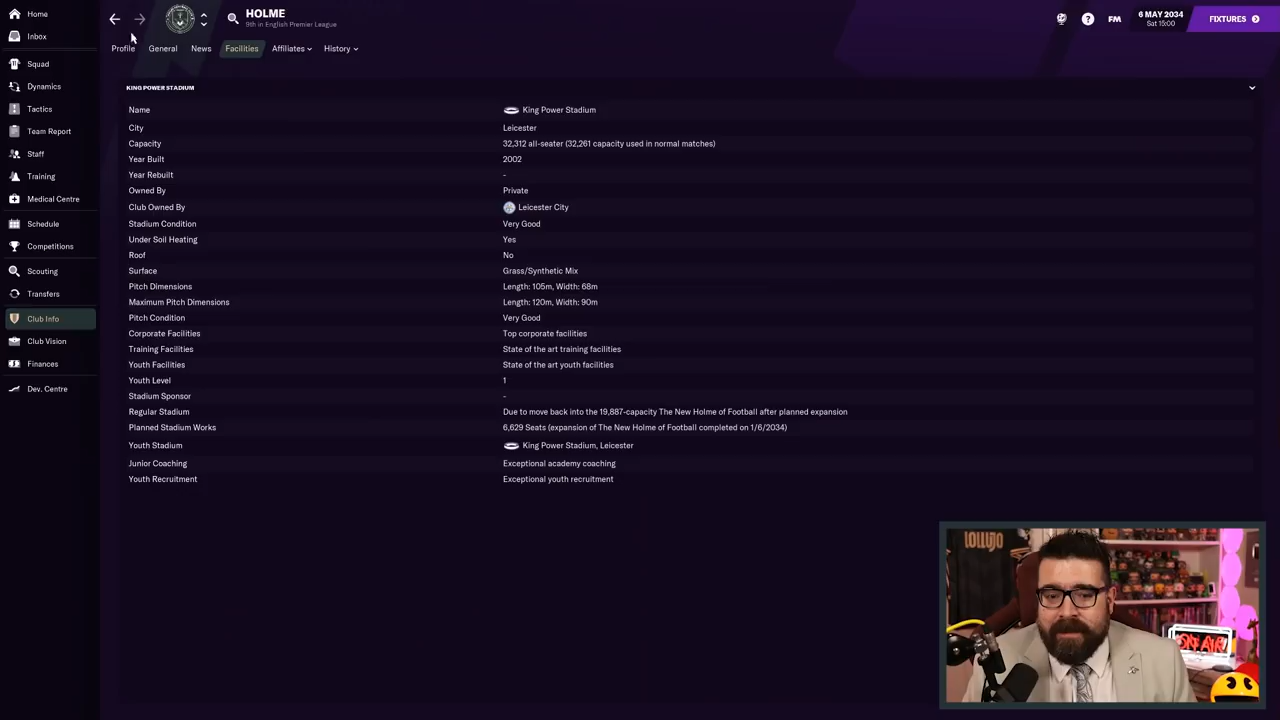 HOLME
9th in English Premier League
6 MAY 2034
Sat 15:00
FM
FIXTURES
Home
Inbox
Squad
Dynamics
Tactics
Team Report
Staff
Training
Medical Centre
Schedule
Competitions
Scouting
Transfers
Club Info
Club Vision
Finances
Dev. Centre
Profile General News Facilities Affiliates History
KING POWER STADIUM
Name King Power Stadium
City Leicester
Capacity 32,312 all-seater (32,261 capacity used in normal matches)
Year Built 2002
Year Rebuilt -
Owned By Private
Club Owned By Leicester City
Stadium Condition Very Good
Under Soil Heating Yes
Roof No
Surface Grass/Synthetic Mix
Pitch Dimensions Length: 105m, Width: 68m
Maximum Pitch Dimensions Length: 120m, Width: 90m
Pitch Condition Very Good
Corporate Facilities Top corporate facilities
Training Facilities State of the art training facilities
Youth Facilities State of the art youth facilities
Youth Level 1
Stadium Sponsor -
Regular Stadium Due to move back into the 19,887-capacity The New Holme of Football after planned expansion
Planned Stadium Works 6,629 Seats (expansion of The New Holme of Football completed on 1/6/2034)
Youth Stadium King Power Stadium, Leicester
Junior Coaching Exceptional academy coaching
Youth Recruitment Exceptional youth recruitment
lollujo
ON AIR